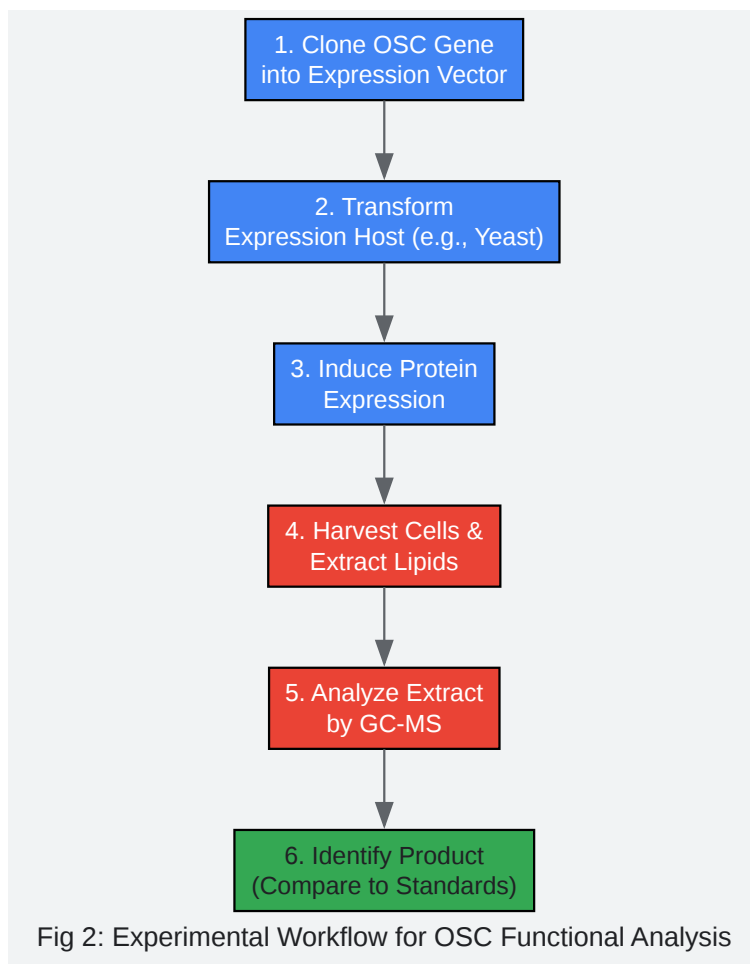 1. Clone OSC Gene
into Expression Vector
2. Transform
Expression Host (e.g., Yeast)
3. Induce Protein
Expression
4. Harvest Cells &
Extract Lipids
5. Analyze Extract
by GC-MS
6. Identify Product
(Compare to Standards)
Fig 2: Experimental Workflow for OSC Functional Analysis